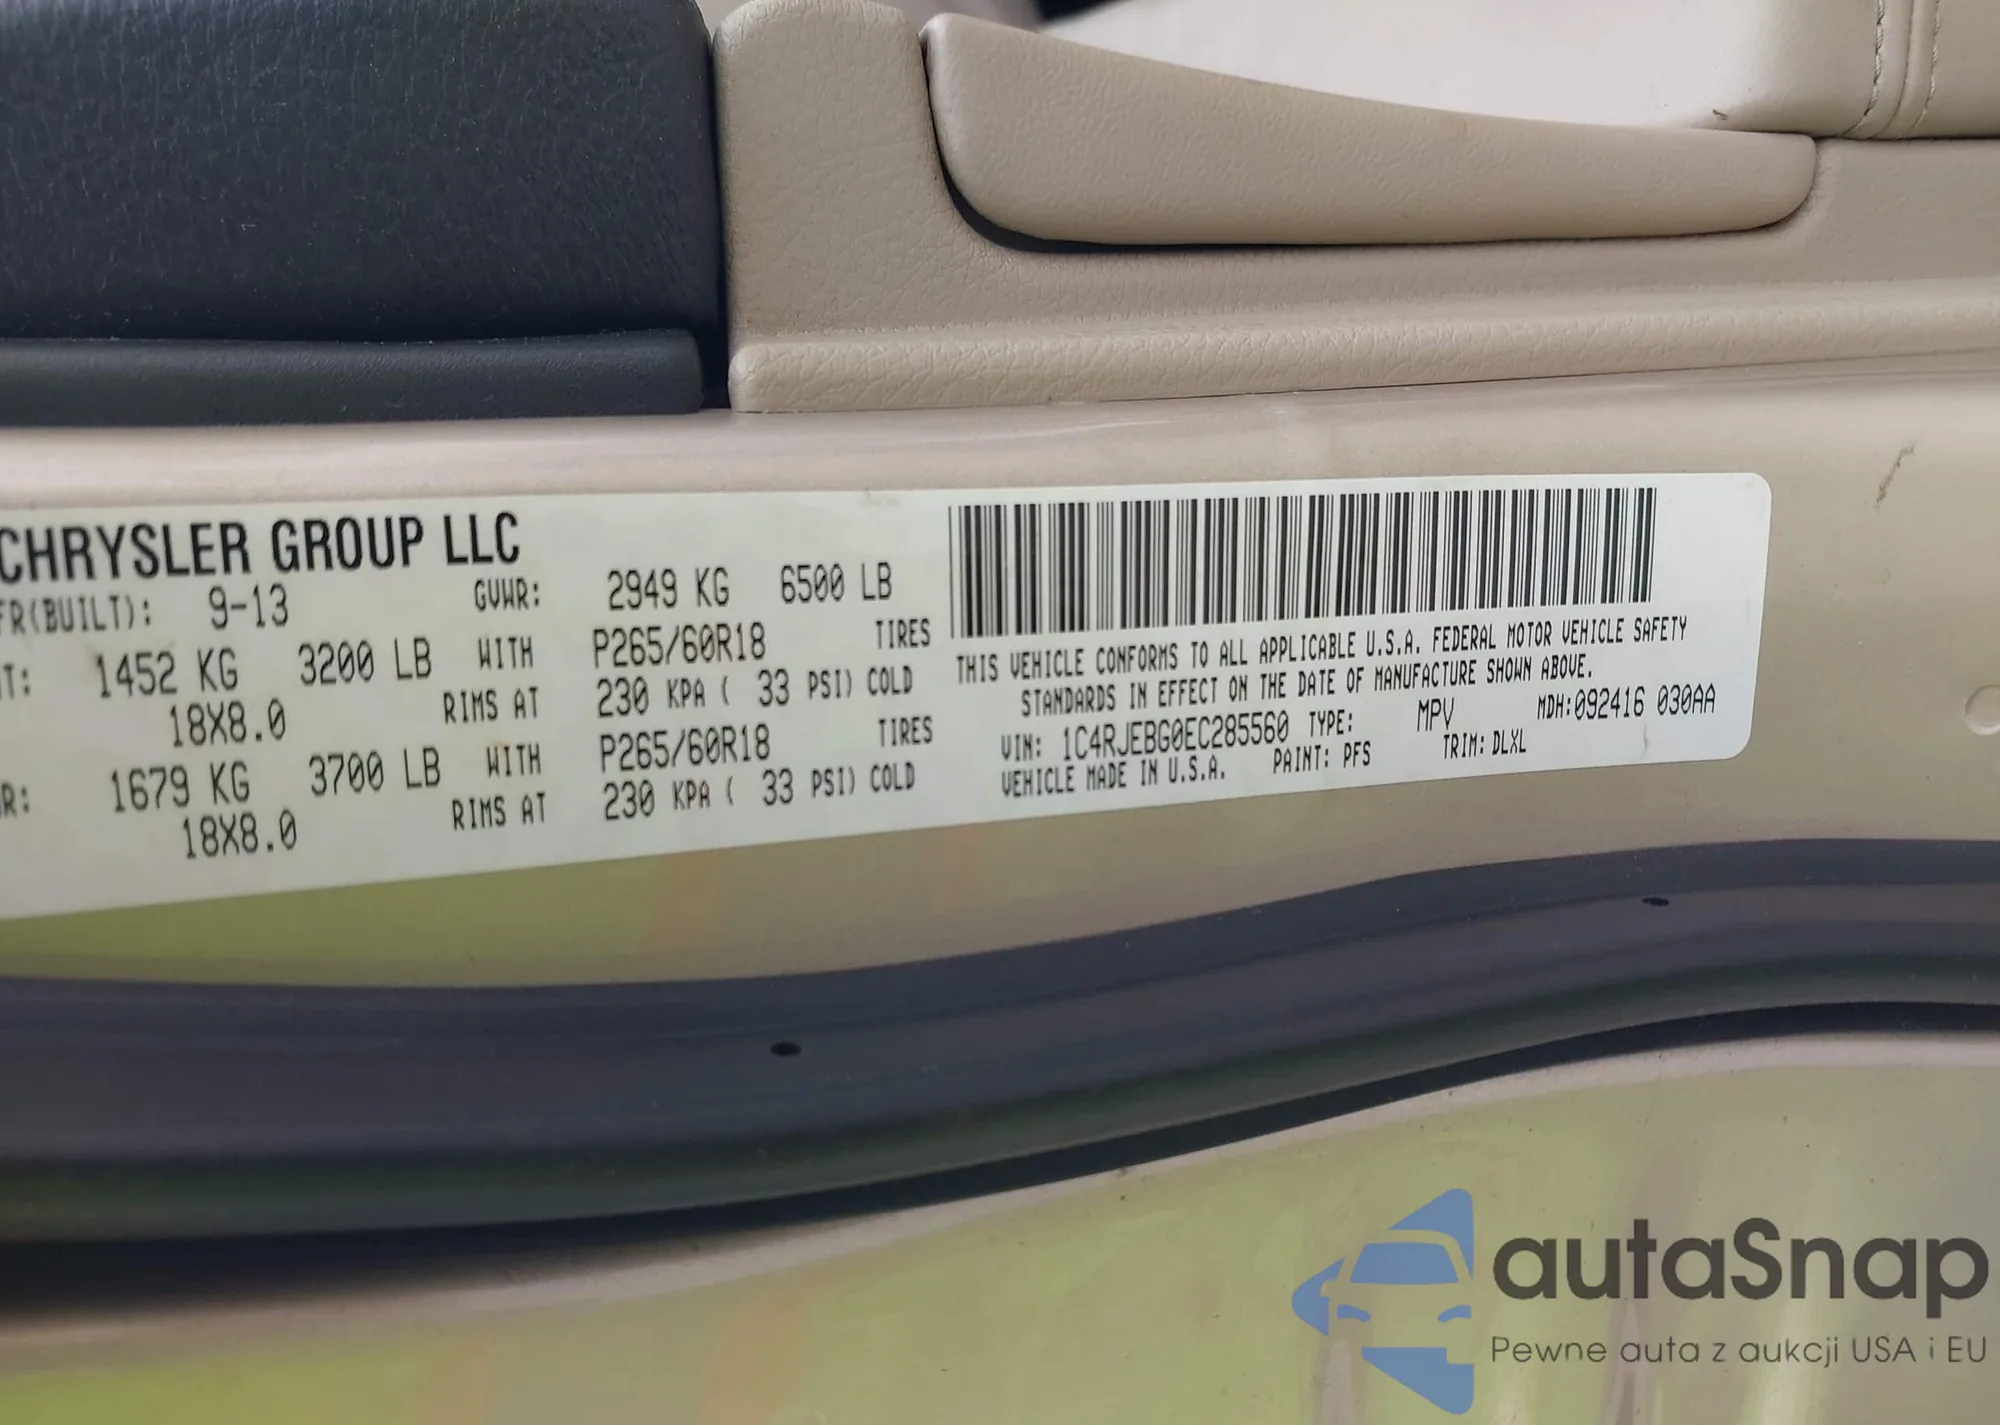 CHRYSLER GROUP LLC
FR(BUILT): 9-13 GVWR: 2949 KG 6500 LB
T: 1452 KG 3200 LB WITH P265/60R18 TIRES
18X8.0 RIMS AT 230 KPA ( 33 PSI) COLD
R: 1679 KG 3700 LB WITH P265/60R18 TIRES
18X8.0 RIMS AT 230 KPA ( 33 PSI) COLD
THIS VEHICLE CONFORMS TO ALL APPLICABLE U.S.A. FEDERAL MOTOR VEHICLE SAFETY
STANDARDS IN EFFECT ON THE DATE OF MANUFACTURE SHOWN ABOVE.
VIN: 1C4RJEBG0EC285560 TYPE: MPV MDH:092416 030AA
VEHICLE MADE IN U.S.A. PAINT: PFS TRIM: DLXL
autaSnap
Pewne auta z aukcji USA i EU